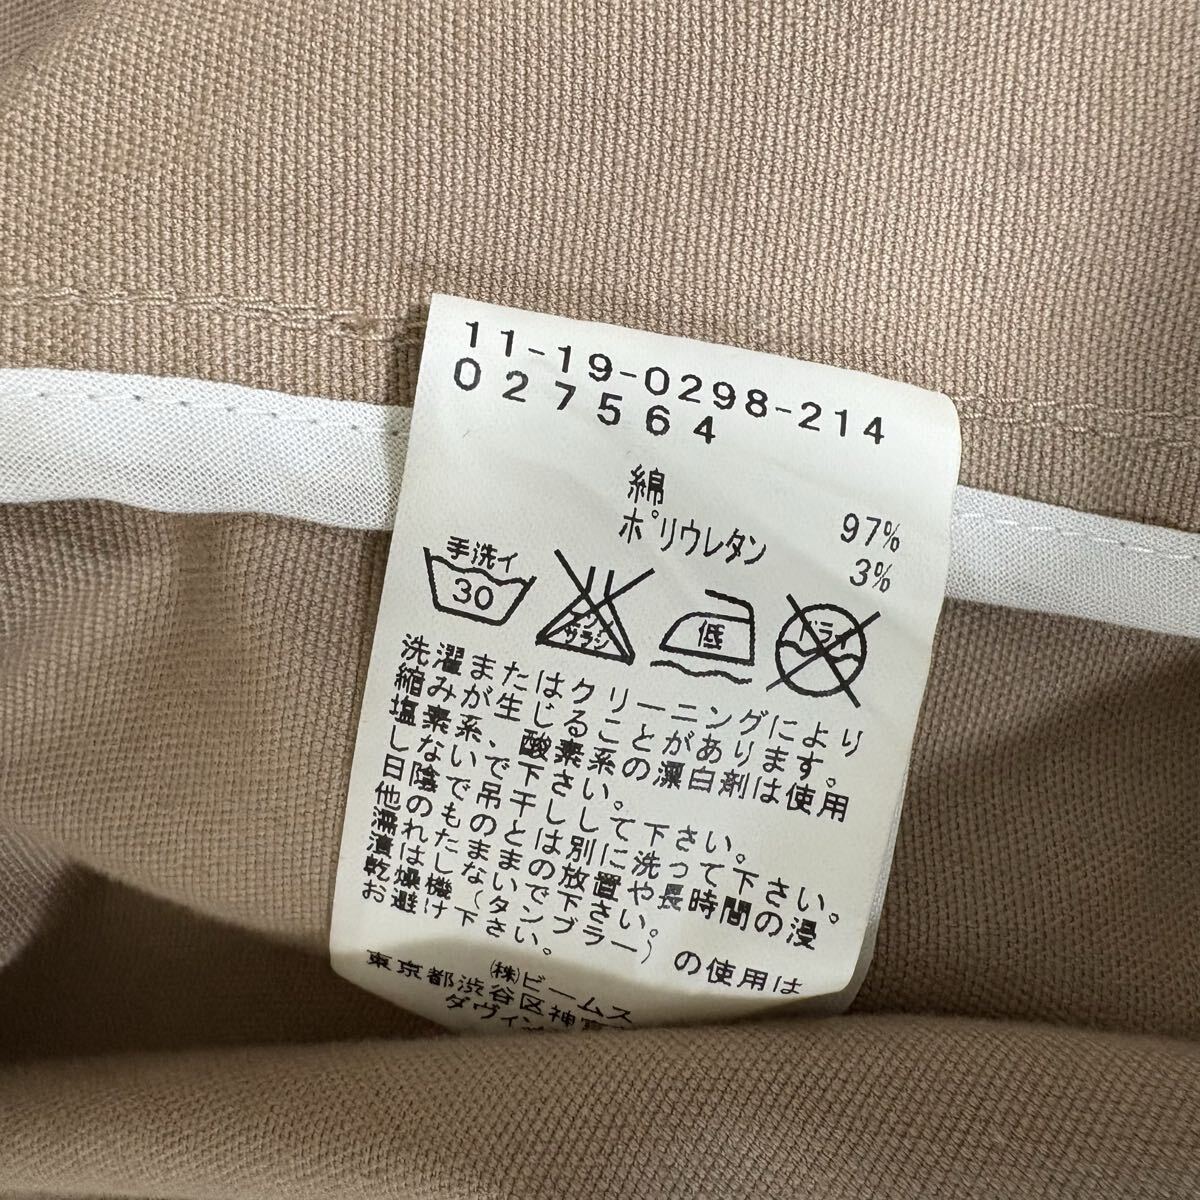 11-19-0298-214
027564
綿 97%
ポリウレタン 3%
手洗イ
30
エンソ
サラシ
低
ドライ
洗濯またはクリーニングにより
縮みが生じることがあります。
塩素系、酸素系の漂白剤は使用
しないで下さい。
日陰で吊干しして下さい。
他のものとは別に洗って下さい。
濡れたままの放置や長時間の浸
漬はしないで下さい。
乾燥機(タンブラー)の使用は
お避け下さい。
㈱ビームス
東京都渋谷区神宮
ダヴィン